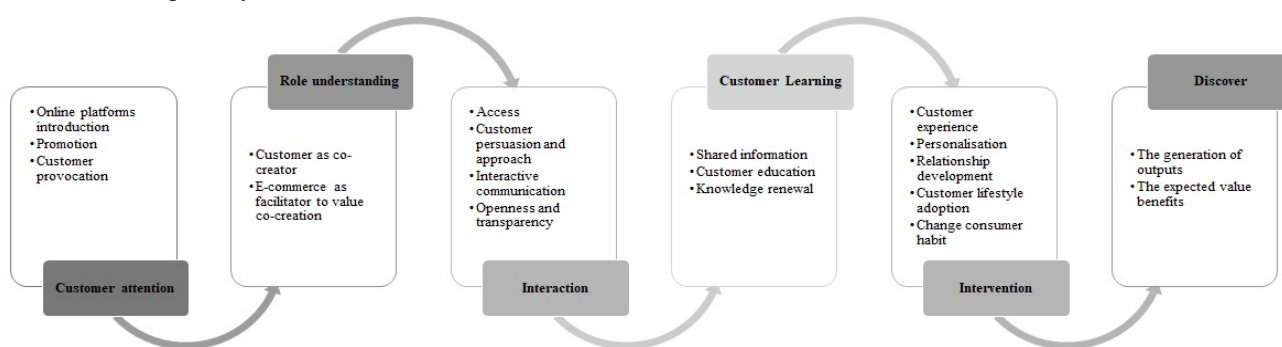 • Online platforms
introduction
• Promotion
• Customer
provocation
Customer attention
Role understanding
• Customer as co-
creator
• E-commerce as
facilitator to value
co-creation
• Access
• Customer
persuasion and
approach
• Interactive
communication
• Openness and
transparency
Interaction
Customer Learning
• Shared information
• Customer education
• Knowledge renewal
• Customer
experience
• Personalisation
• Relationship
development
• Customer lifestyle
adoption
• Change consumer
habit
Intervention
Discover
• The generation of
outputs
• The expected value
benefits